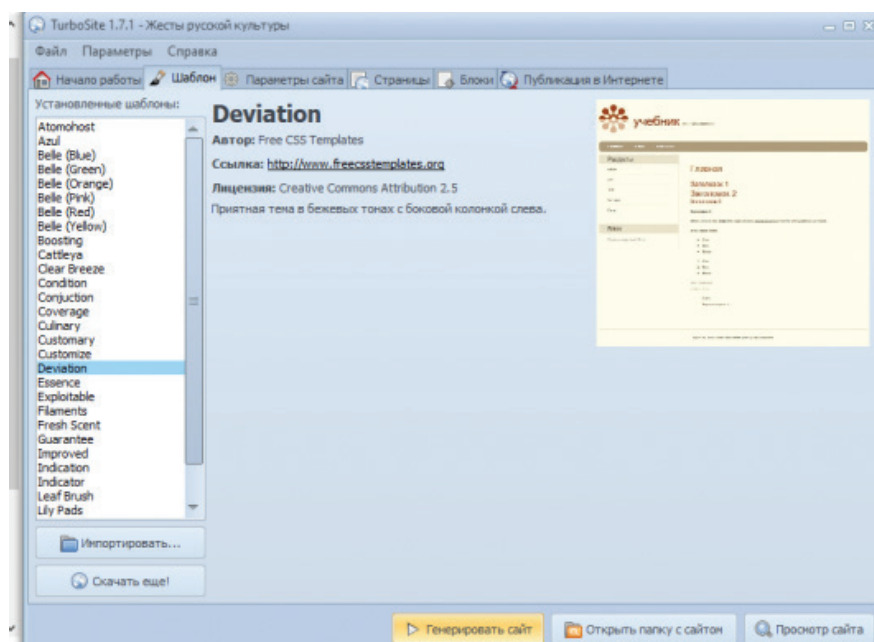 TurboSite 1.7.1 - Жесты русской культуры
Файл Параметры Справка
Начало работы Шаблон Параметры сайта Страницы Блоки Публикация в Интернете
Установленные шаблоны:
Atomohost
Azul
Belle (Blue)
Belle (Green)
Belle (Orange)
Belle (Pink)
Belle (Red)
Belle (Yellow)
Boosting
Cattleya
Clear Breeze
Condition
Conjuction
Coverage
Culinary
Customary
Customize
Deviation
Essence
Exploitable
Filaments
Fresh Scent
Guarantee
Improved
Indication
Indicator
Leaf Brush
Lily Pads
Импортировать...
Скачать еще!
Deviation
Автор: Free CSS Templates
Ссылка: http://www.freecsstemplates.org
Лицензия: Creative Commons Attribution 2.5
Приятная тема в бежевых тонах с боковой колонкой слева.
учебник
Разделы
Главная
Заголовок 1
Заголовок 2
Генерировать сайт
Открыть папку с сайтом
Просмотр сайта